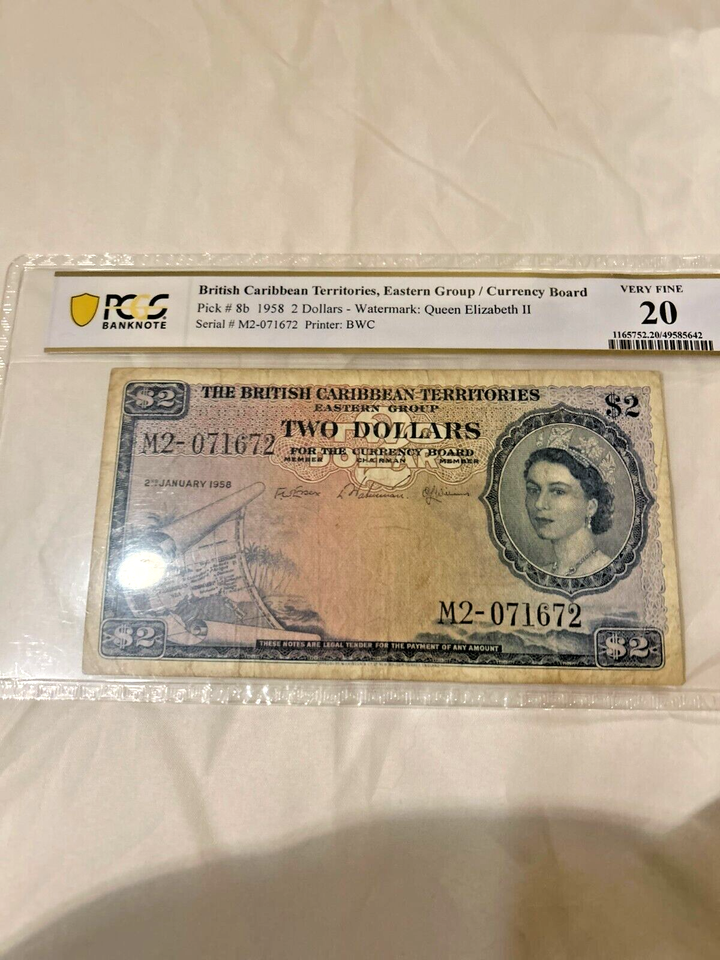 PCGS
BANKNOTE
British Caribbean Territories, Eastern Group / Currency Board
Pick # 8b 1958 2 Dollars - Watermark: Queen Elizabeth II
Serial # M2-071672 Printer: BWC
VERY FINE
20
1165752.20/49585642
$2
THE BRITISH CARIBBEAN TERRITORIES
EASTERN GROUP
$2
M2-071672
TWO DOLLARS
FOR THE CURRENCY BOARD
MEMBER CHAIRMAN MEMBER
2ND JANUARY 1958
M2-071672
$2
THESE NOTES ARE LEGAL TENDER FOR THE PAYMENT OF ANY AMOUNT
$2